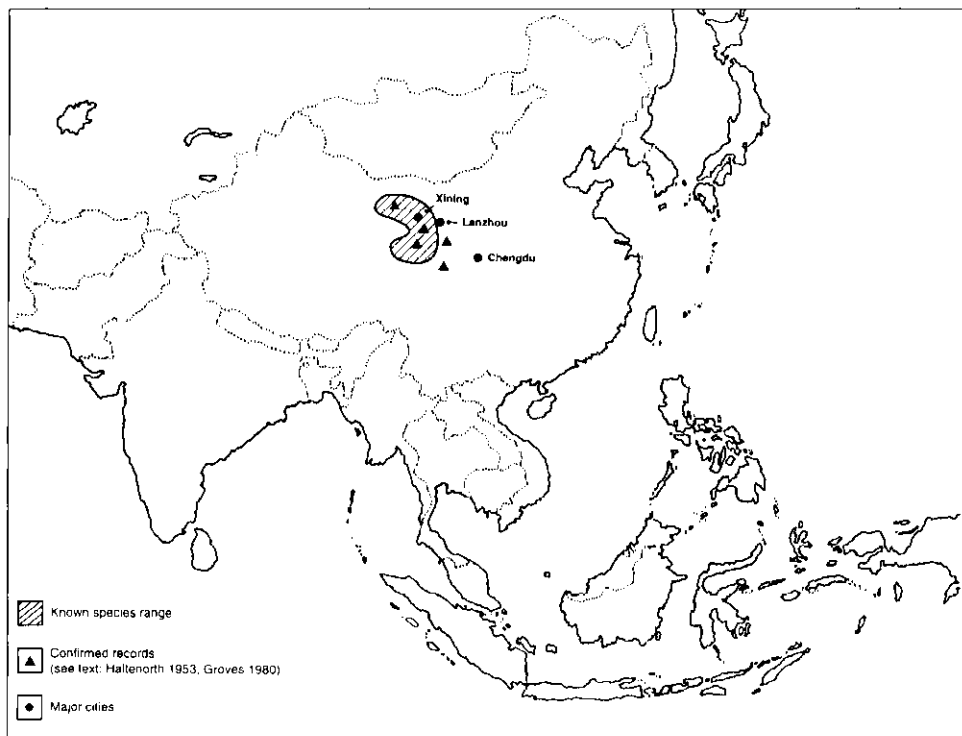 Xining
Lanzhou
Chengdu
Known species range
Confirmed records
(see text: Haltenorth 1953, Groves 1980)
Major cities